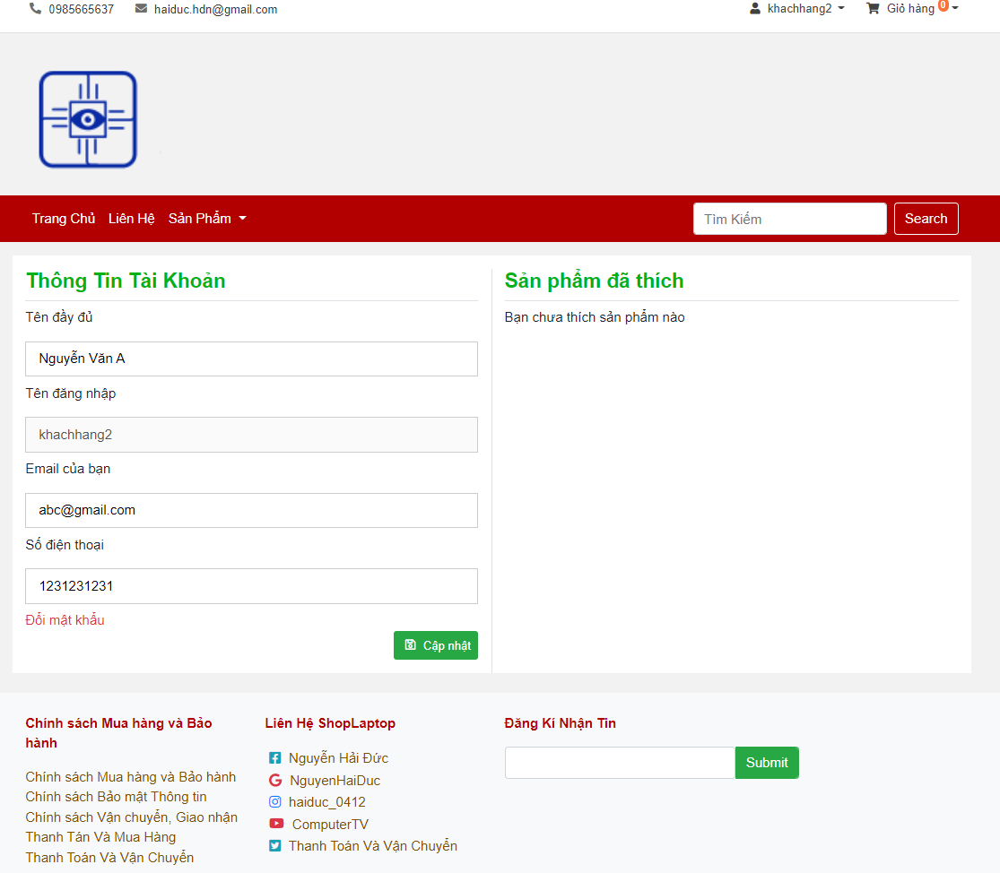 0985665637 haiduc.hdn@gmail.com khachhang2 Giỏ hàng 0
Trang Chủ Liên Hệ Sản Phẩm Tìm Kiếm Search
Thông Tin Tài Khoản
Tên đầy đủ
Nguyễn Văn A
Tên đăng nhập
khachhang2
Email của bạn
abc@gmail.com
Số điện thoại
1231231231
Đổi mật khẩu
Cập nhật
Sản phẩm đã thích
Bạn chưa thích sản phẩm nào
Chính sách Mua hàng và Bảo
hành
Chính sách Mua hàng và Bảo hành
Chính sách Bảo mật Thông tin
Chính sách Vận chuyển, Giao nhận
Thanh Tán Và Mua Hàng
Thanh Toán Và Vận Chuyển
Liên Hệ ShopLaptop
Nguyễn Hải Đức
NguyenHaiDuc
haiduc_0412
ComputerTV
Thanh Toán Và Vận Chuyển
Đăng Kí Nhận Tin
Submit